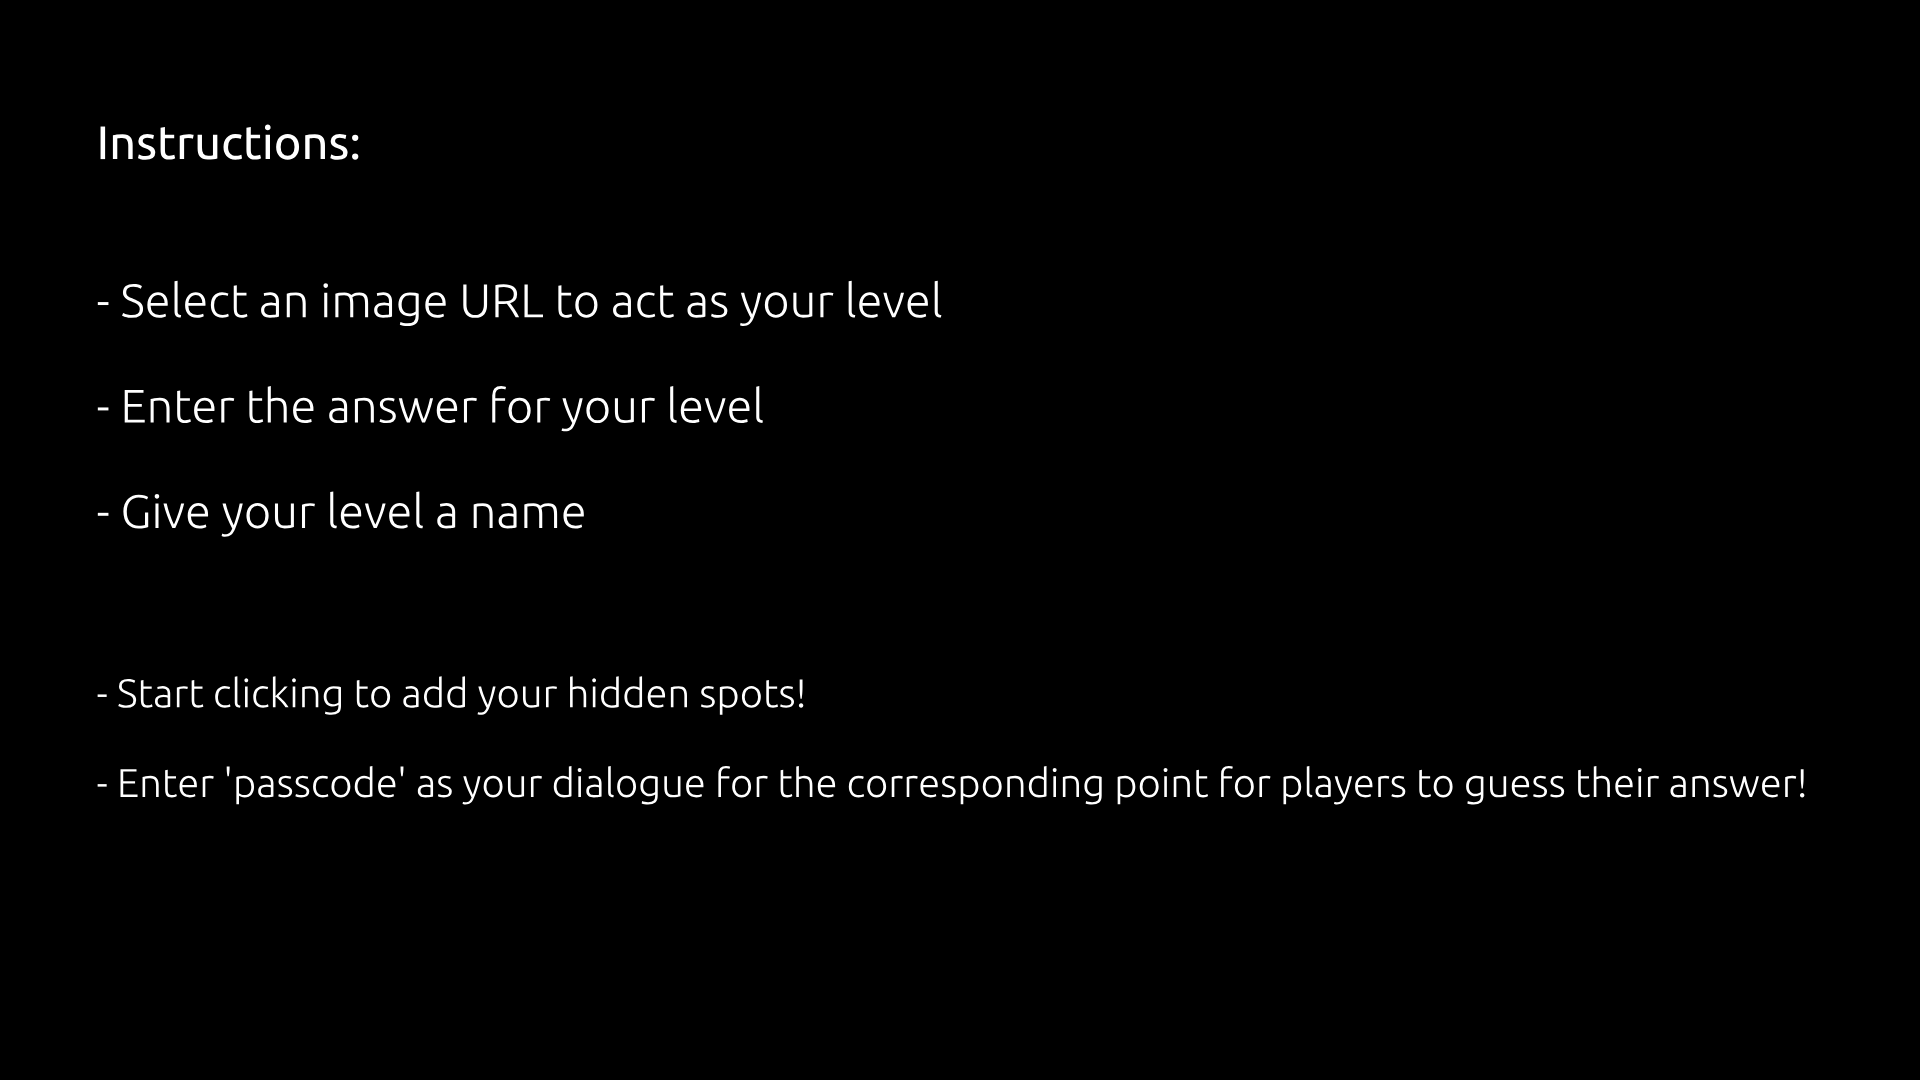 Instructions:
- Select an image URL to act as your level
- Enter the answer for your level
- Give your level a name
- Start clicking to add your hidden spots!
- Enter 'passcode' as your dialogue for the corresponding point for players to guess their answer!